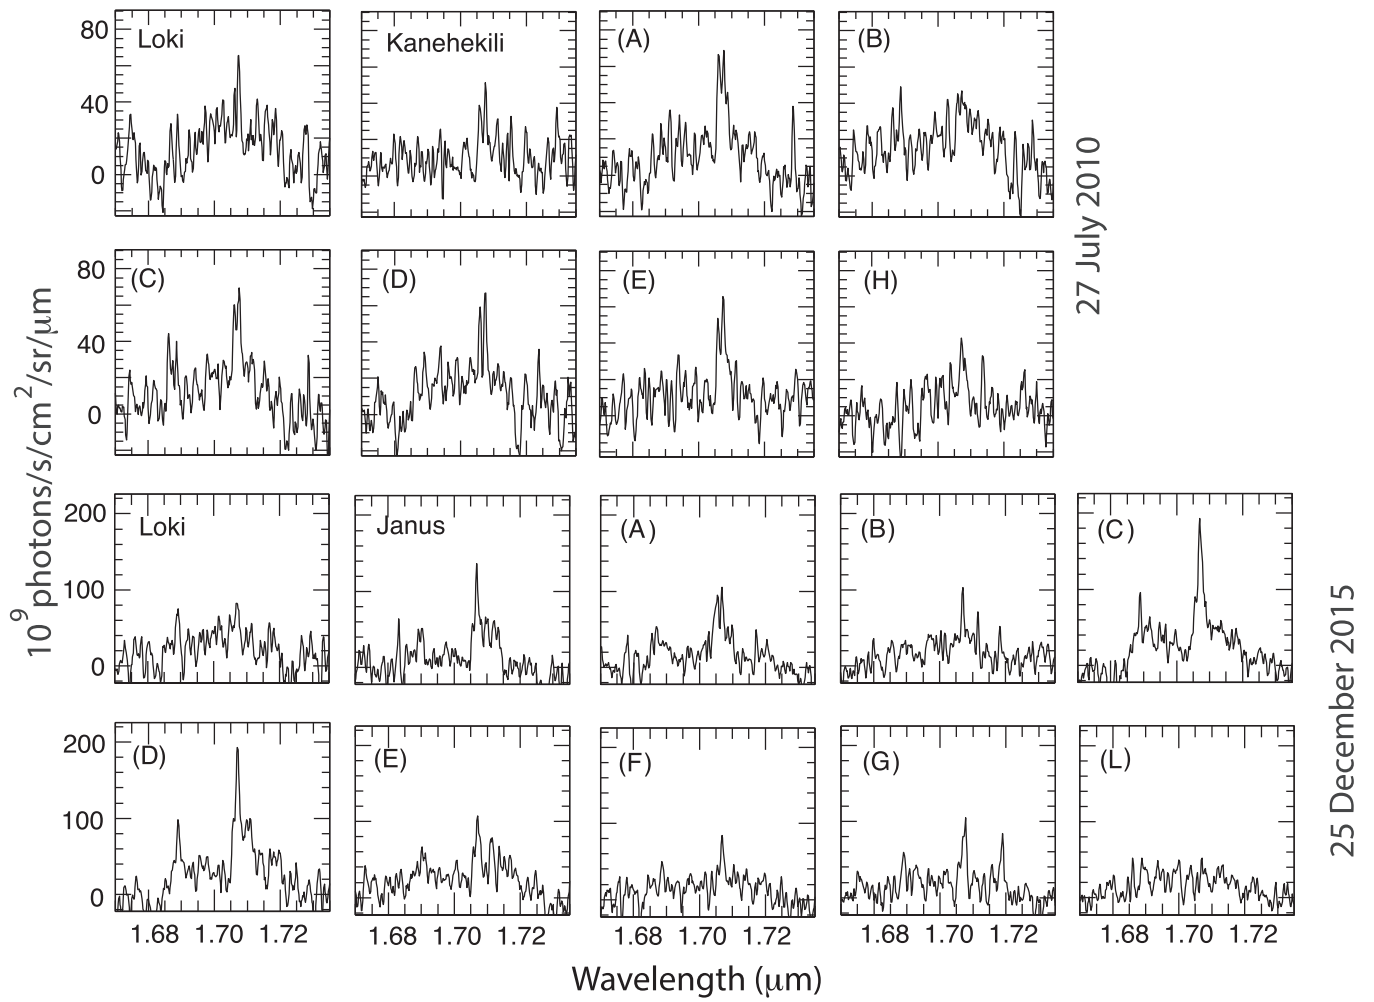 80
40
0
Loki
Kanehekili
(A)
(B)
27 July 2010
80
40
0
(C)
(D)
(E)
(H)
10⁹ photons/s/cm²/sr/μm
200
100
0
Loki
Janus
(A)
(B)
(C)
25 December 2015
200
100
0
(D)
(E)
(F)
(G)
(L)
1.68 1.70 1.72
1.68 1.70 1.72
1.68 1.70 1.72
1.68 1.70 1.72
1.68 1.70 1.72
Wavelength (μm)